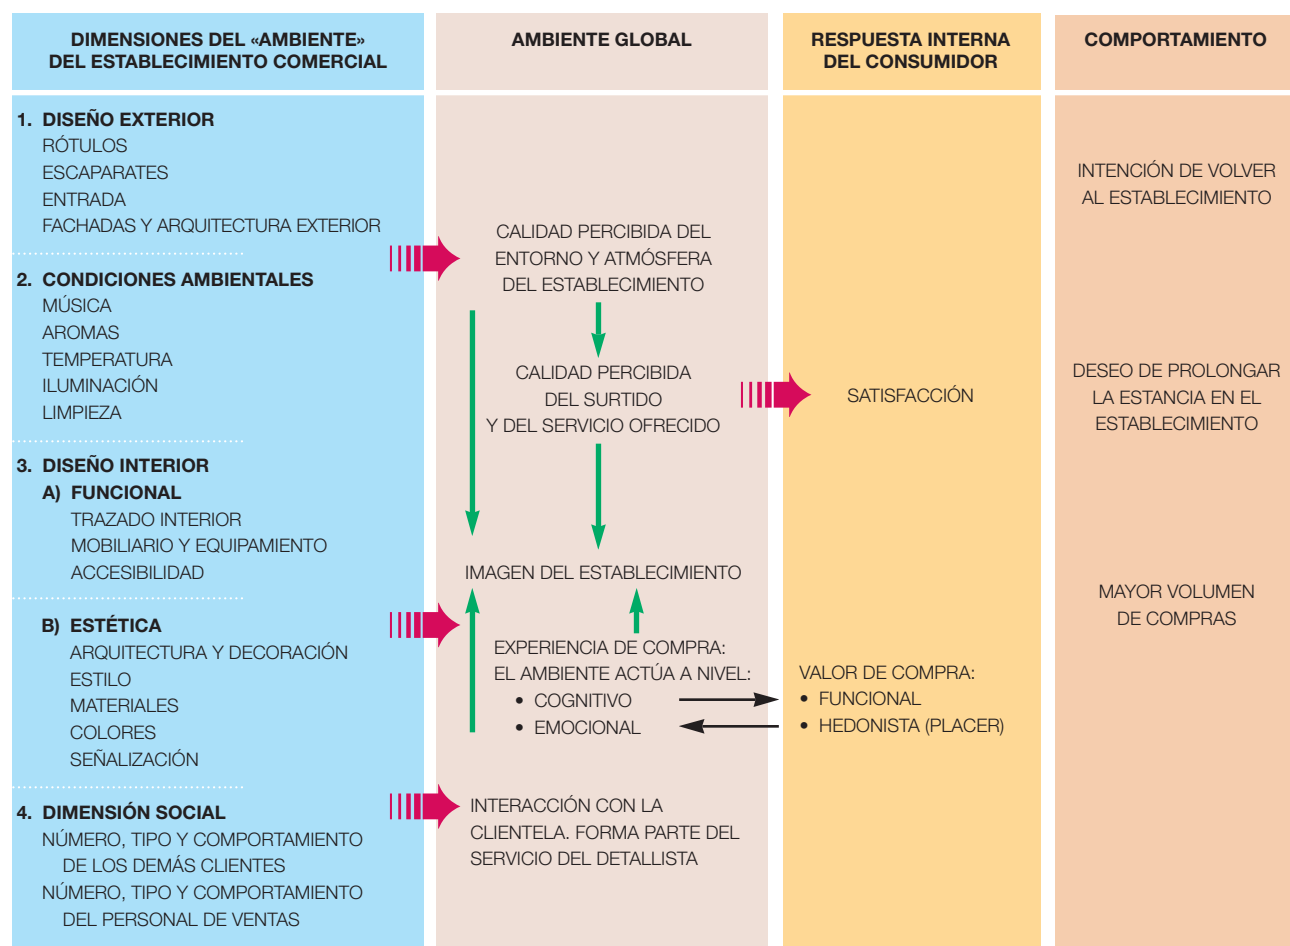 DIMENSIONES DEL «AMBIENTE»
DEL ESTABLECIMIENTO COMERCIAL
1. DISEÑO EXTERIOR
RÓTULOS
ESCAPARATES
ENTRADA
FACHADAS Y ARQUITECTURA EXTERIOR
2. CONDICIONES AMBIENTALES
MÚSICA
AROMAS
TEMPERATURA
ILUMINACIÓN
LIMPIEZA
3. DISEÑO INTERIOR
A) FUNCIONAL
TRAZADO INTERIOR
MOBILIARIO Y EQUIPAMIENTO
ACCESIBILIDAD
B) ESTÉTICA
ARQUITECTURA Y DECORACIÓN
ESTILO
MATERIALES
COLORES
SEÑALIZACIÓN
4. DIMENSIÓN SOCIAL
NÚMERO, TIPO Y COMPORTAMIENTO
DE LOS DEMÁS CLIENTES
NÚMERO, TIPO Y COMPORTAMIENTO
DEL PERSONAL DE VENTAS
AMBIENTE GLOBAL
CALIDAD PERCIBIDA DEL
ENTORNO Y ATMÓSFERA
DEL ESTABLECIMIENTO
CALIDAD PERCIBIDA
DEL SURTIDO
Y DEL SERVICIO OFRECIDO
IMAGEN DEL ESTABLECIMIENTO
EXPERIENCIA DE COMPRA:
EL AMBIENTE ACTÚA A NIVEL:
• COGNITIVO
• EMOCIONAL
INTERACCIÓN CON LA
CLIENTELA. FORMA PARTE DEL
SERVICIO DEL DETALLISTA
RESPUESTA INTERNA
DEL CONSUMIDOR
SATISFACCIÓN
VALOR DE COMPRA:
• FUNCIONAL
• HEDONISTA (PLACER)
COMPORTAMIENTO
INTENCIÓN DE VOLVER
AL ESTABLECIMIENTO
DESEO DE PROLONGAR
LA ESTANCIA EN EL
ESTABLECIMIENTO
MAYOR VOLUMEN
DE COMPRAS